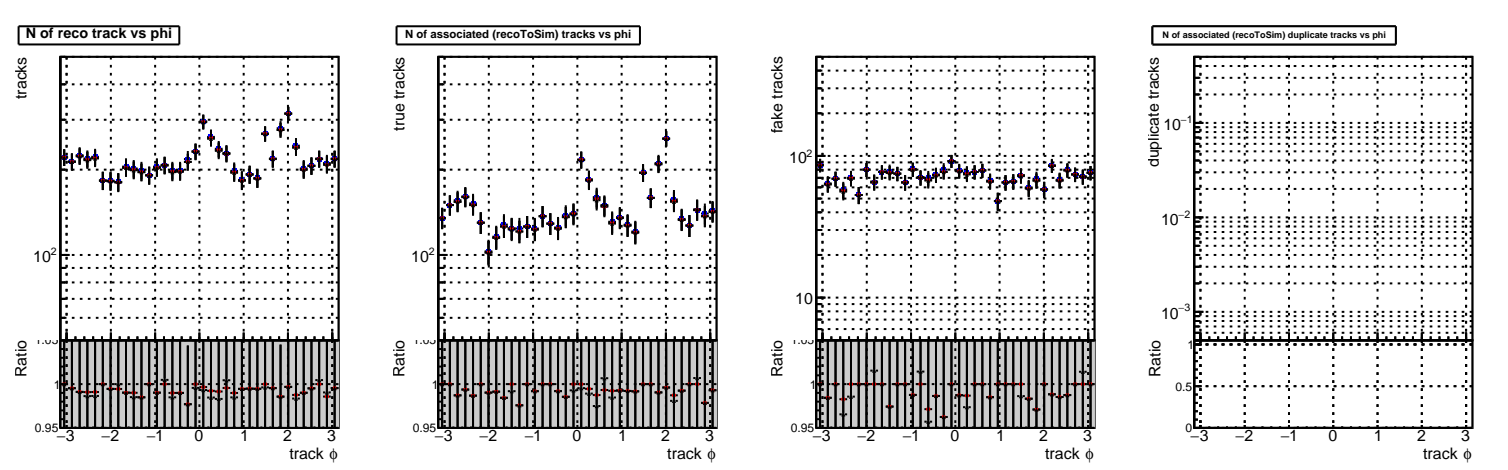 N of reco track vs phi
tracks
10²
Ratio
1.05
1
0.95
−3 −2 −1 0 1 2 3
track ϕ
N of associated (recoToSim) tracks vs phi
true tracks
10²
Ratio
1.05
1
0.95
−3 −2 −1 0 1 2 3
track ϕ
fake tracks
10²
10
Ratio
1.05
1
0.95
−3 −2 −1 0 1 2 3
track ϕ
N of associated (recoToSim) duplicate tracks vs phi
duplicate tracks
10⁻¹
10⁻²
10⁻³
Ratio
1
0.5
0
−3 −2 −1 0 1 2 3
track ϕ